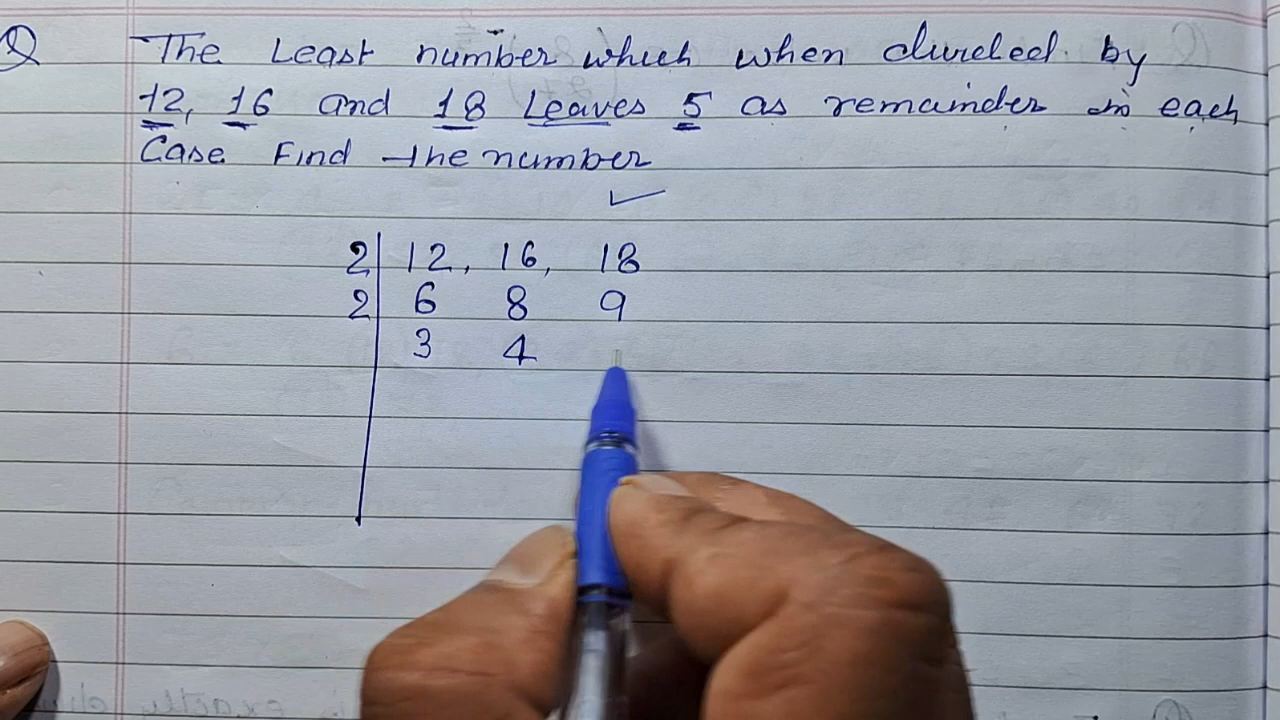 Q The Least number which when divided by
12, 16 and 18 Leaves 5 as remainder in each
Case Find the number
2 12, 16, 18
2 6 8 9
3 4